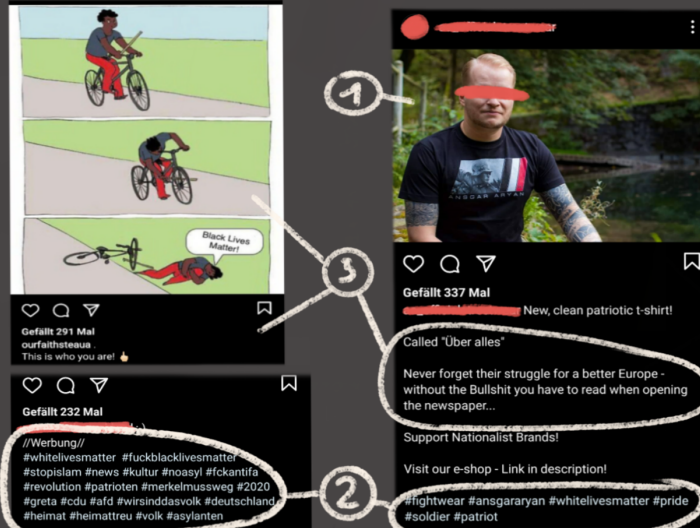 Black Lives
Matter!
Gefällt 291 Mal
ourfaithsteaua .
This is who you are!
Gefällt 232 Mal
//Werbung//
#whitelivesmatter #fuckblacklivesmatter
#stopislam #news #kultur #noasyl #fckantifa
#revolution #patrioten #merkelmussweg #2020
#greta #cdu #afd #wirsinddasvolk #deutschland
#heimat #heimattreu #volk #asylanten
1
3
2
ANSGAR ARYAN
Gefällt 337 Mal
New, clean patriotic t-shirt!
Called "Über alles"
Never forget their struggle for a better Europe -
without the Bullshit you have to read when opening
the newspaper...
Support Nationalist Brands!
Visit our e-shop - Link in description!
#fightwear #ansgararyan #whitelivesmatter #pride
#soldier #patriot